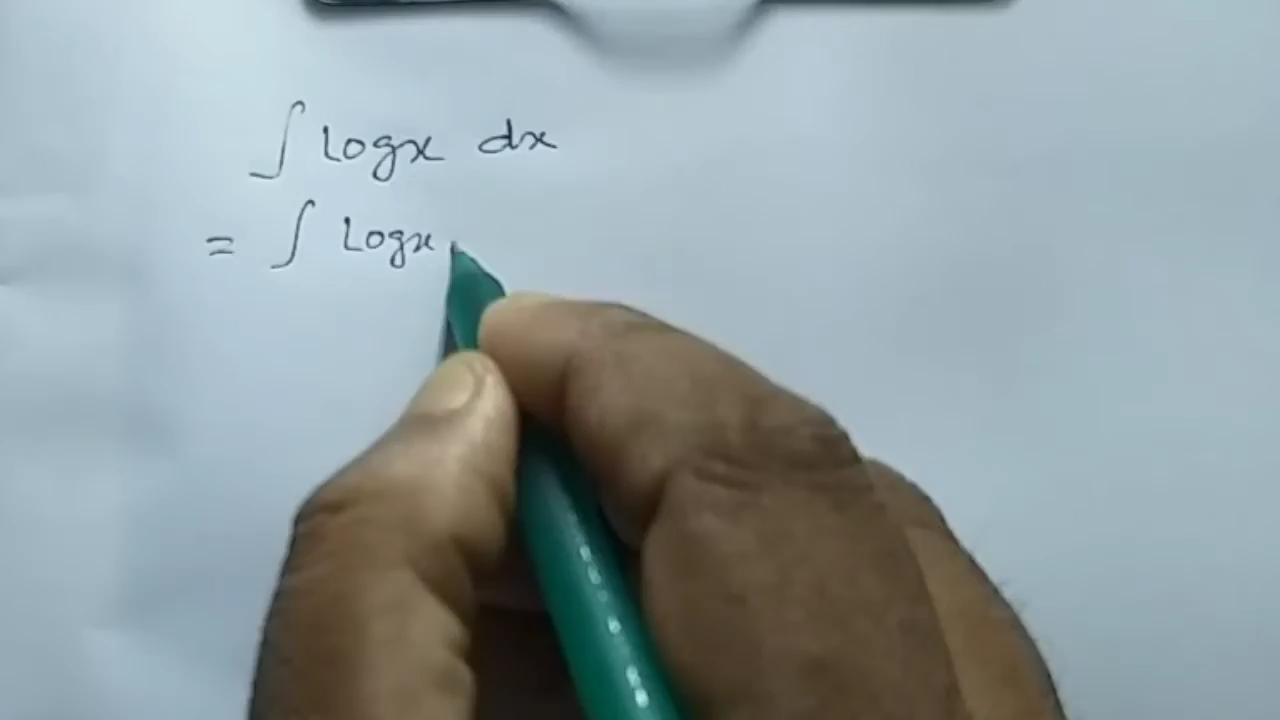 ∫ Logx dx
= ∫ Logx